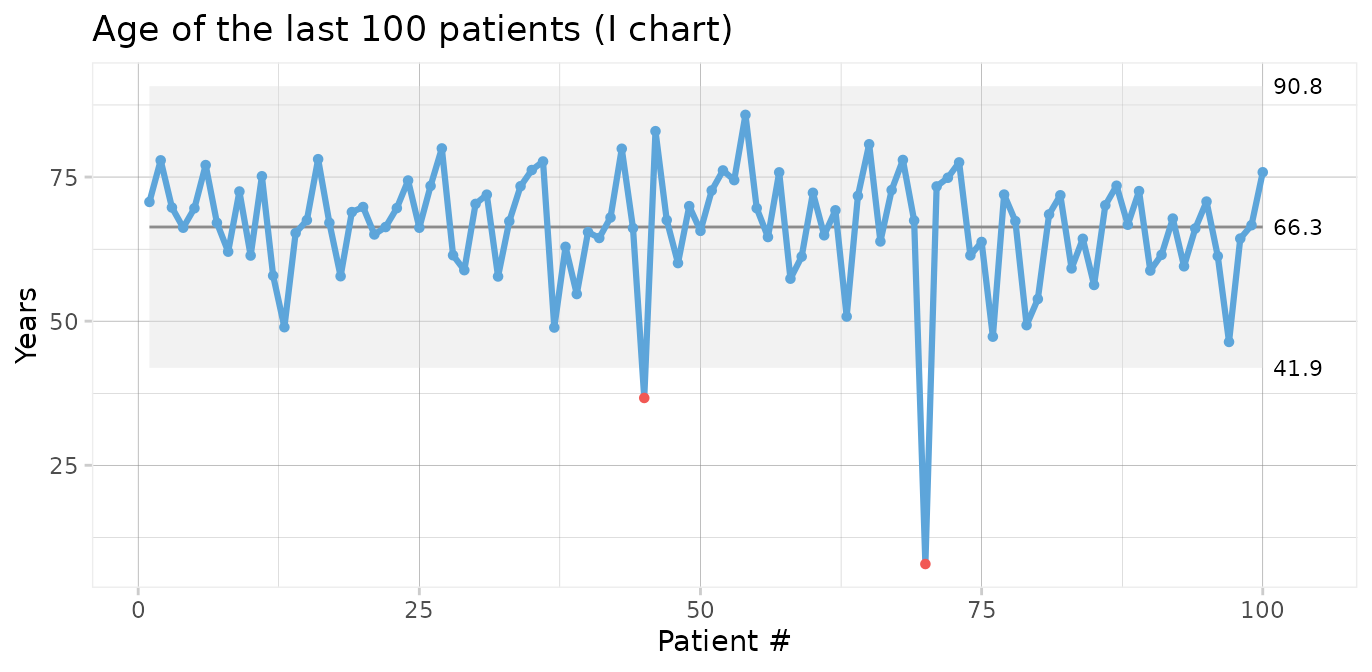 Age of the last 100 patients (I chart)
90.8
75
66.3
50
41.9
25
Years
0 25 50 75 100
Patient #